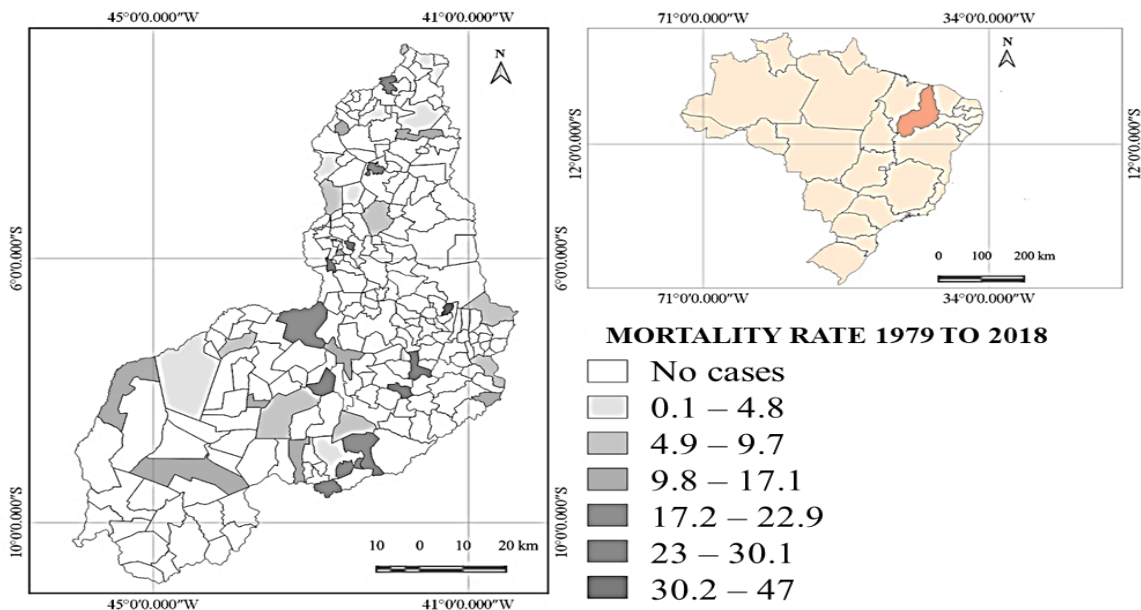 45°0'0.000"W 41°0'0.000"W
N
6°0'0.000"S 6°0'0.000"S
10°0'0.000"S 10°0'0.000"S
10 0 10 20 km
45°0'0.000"W 41°0'0.000"W
71°0'0.000"W 34°0'0.000"W
N
12°0'0.000"S 12°0'0.000"S
0 100 200 km
71°0'0.000"W 34°0'0.000"W
MORTALITY RATE 1979 TO 2018
No cases
0.1 – 4.8
4.9 – 9.7
9.8 – 17.1
17.2 – 22.9
23 – 30.1
30.2 – 47